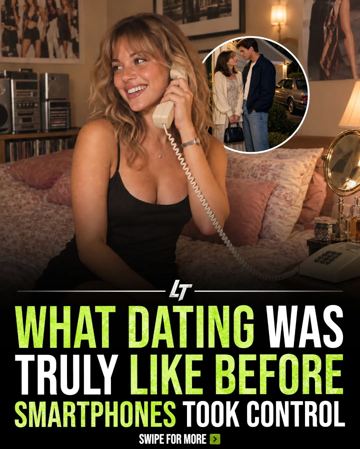 LT
WHAT DATING WAS
TRULY LIKE BEFORE
SMARTPHONES TOOK CONTROL
SWIPE FOR MORE